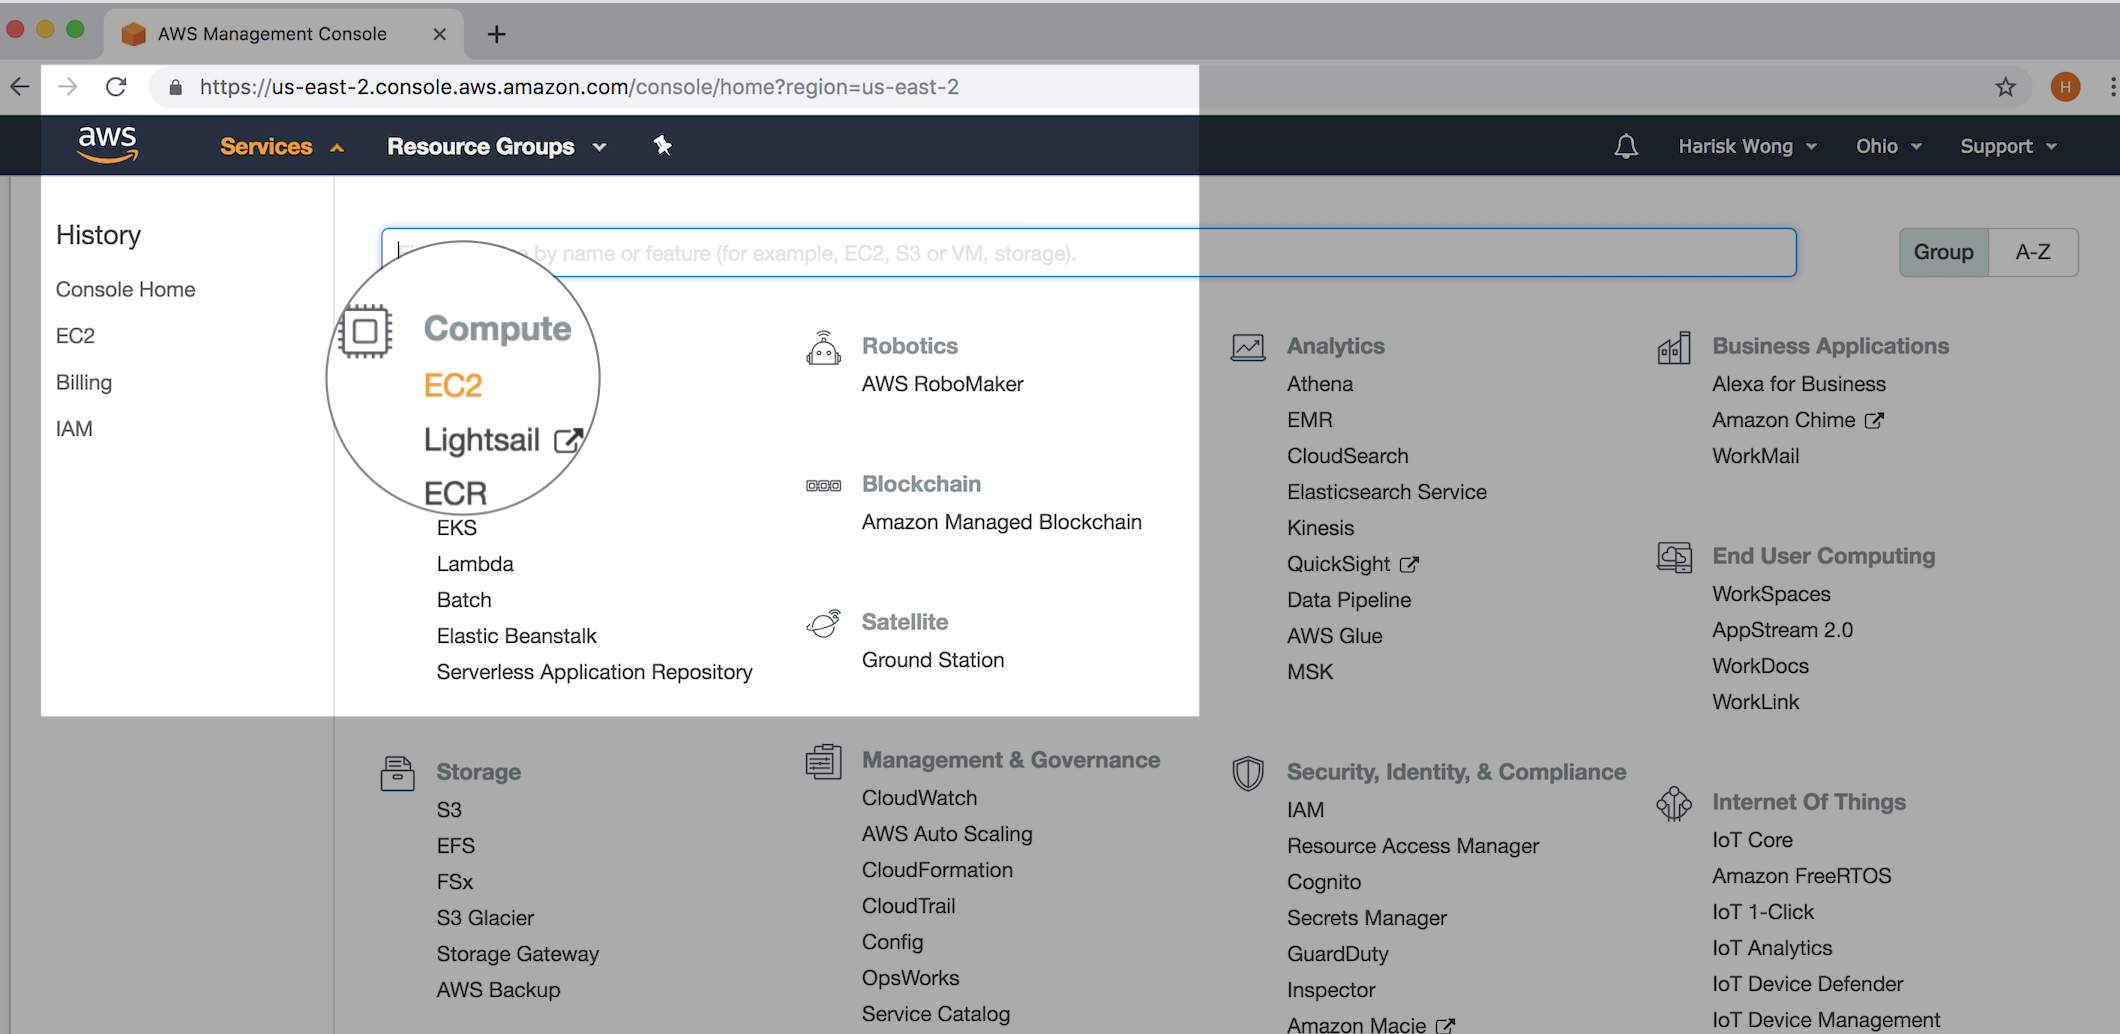 AWS Management Console
https://us-east-2.console.aws.amazon.com/console/home?region=us-east-2
H
aws
Services
Resource Groups
Harisk Wong
Ohio
Support
History
Console Home
EC2
Billing
IAM
by name or feature (for example, EC2, S3 or VM, storage).
Group
A-Z
Compute
EC2
Lightsail
ECR
EKS
Lambda
Batch
Elastic Beanstalk
Serverless Application Repository
Robotics
AWS RoboMaker
Blockchain
Amazon Managed Blockchain
Satellite
Ground Station
Analytics
Athena
EMR
CloudSearch
Elasticsearch Service
Kinesis
QuickSight
Data Pipeline
AWS Glue
MSK
Business Applications
Alexa for Business
Amazon Chime
WorkMail
End User Computing
WorkSpaces
AppStream 2.0
WorkDocs
WorkLink
Storage
S3
EFS
FSx
S3 Glacier
Storage Gateway
AWS Backup
Management & Governance
CloudWatch
AWS Auto Scaling
CloudFormation
CloudTrail
Config
OpsWorks
Service Catalog
Security, Identity, & Compliance
IAM
Resource Access Manager
Cognito
Secrets Manager
GuardDuty
Inspector
Amazon Macie
Internet Of Things
IoT Core
Amazon FreeRTOS
IoT 1-Click
IoT Analytics
IoT Device Defender
IoT Device Management